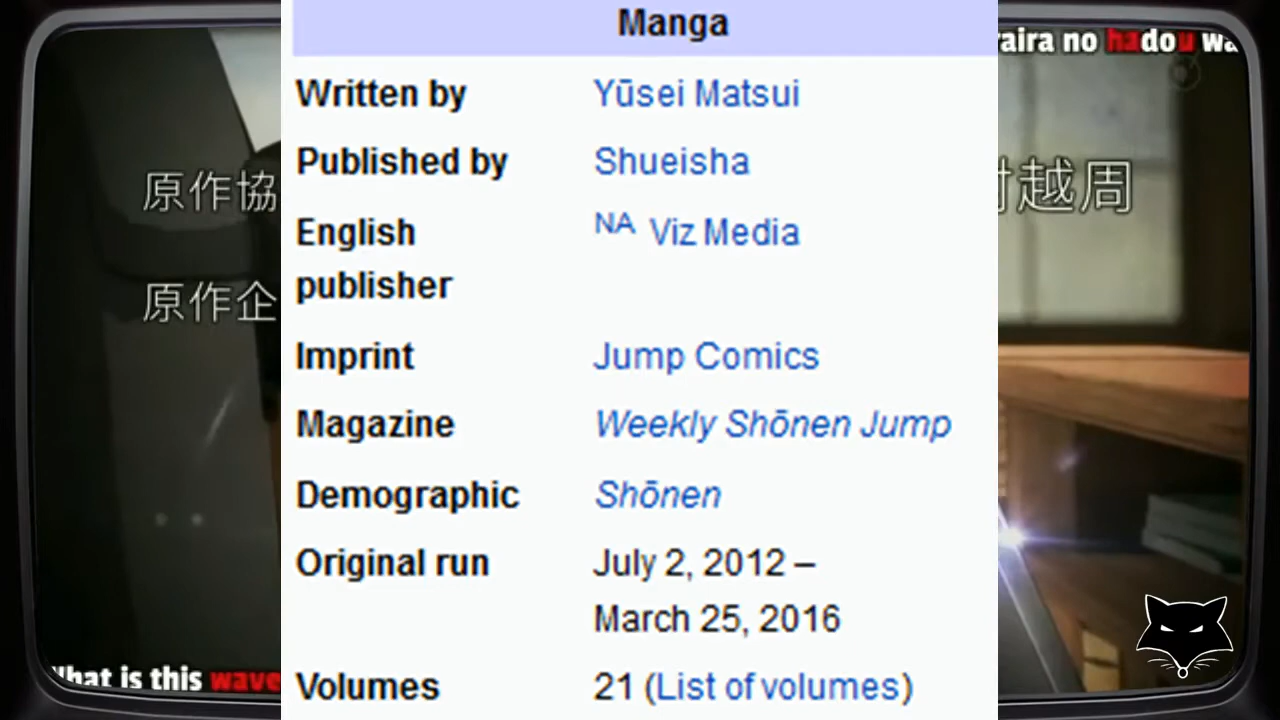 Manga
aira no hadou wa
Written by Yūsei Matsui
Published by Shueisha
原作協
越周
English NA Viz Media
publisher
原作企
Imprint Jump Comics
Magazine Weekly Shōnen Jump
Demographic Shōnen
Original run July 2, 2012 –
March 25, 2016
What is this wave
Volumes 21 (List of volumes)